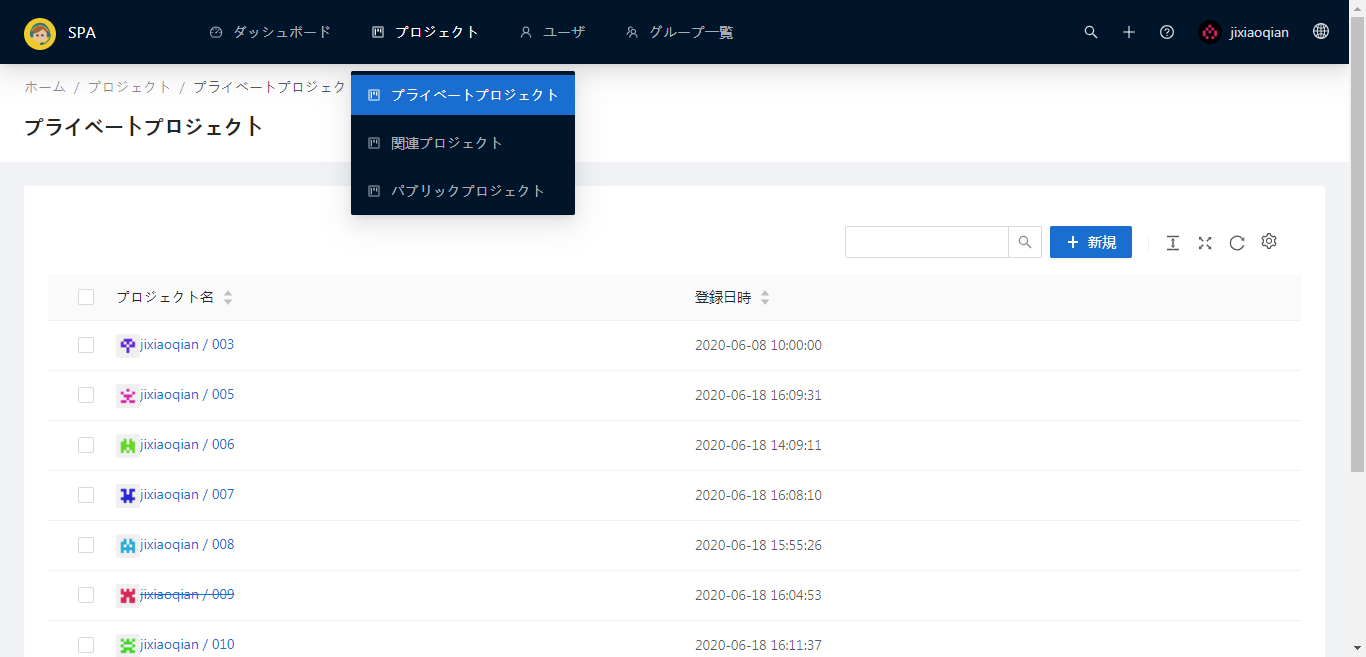 SPA ダッシュボード プロジェクト ユーザ グループ一覧 jixiaoqian
ホーム / プロジェクト / プライベートプロジェク
プライベートプロジェクト
プライベートプロジェクト
関連プロジェクト
パブリックプロジェクト
新規
プロジェクト名 登録日時
jixiaoqian / 003 2020-06-08 10:00:00
jixiaoqian / 005 2020-06-18 16:09:31
jixiaoqian / 006 2020-06-18 14:09:11
jixiaoqian / 007 2020-06-18 16:08:10
jixiaoqian / 008 2020-06-18 15:55:26
jixiaoqian / 009 2020-06-18 16:04:53
jixiaoqian / 010 2020-06-18 16:11:37